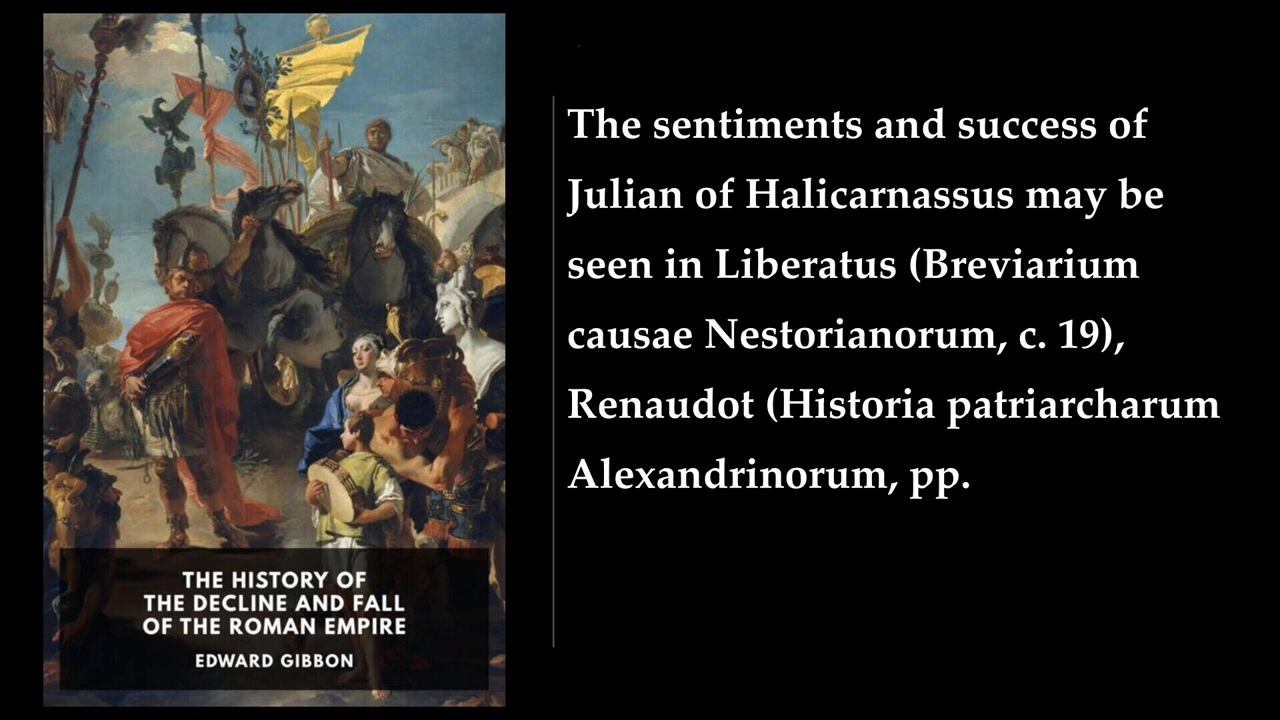 THE HISTORY OF
THE DECLINE AND FALL
OF THE ROMAN EMPIRE
EDWARD GIBBON
The sentiments and success of
Julian of Halicarnassus may be
seen in Liberatus (Breviarium
causae Nestorianorum, c. 19),
Renaudot (Historia patriarcharum
Alexandrinorum, pp.